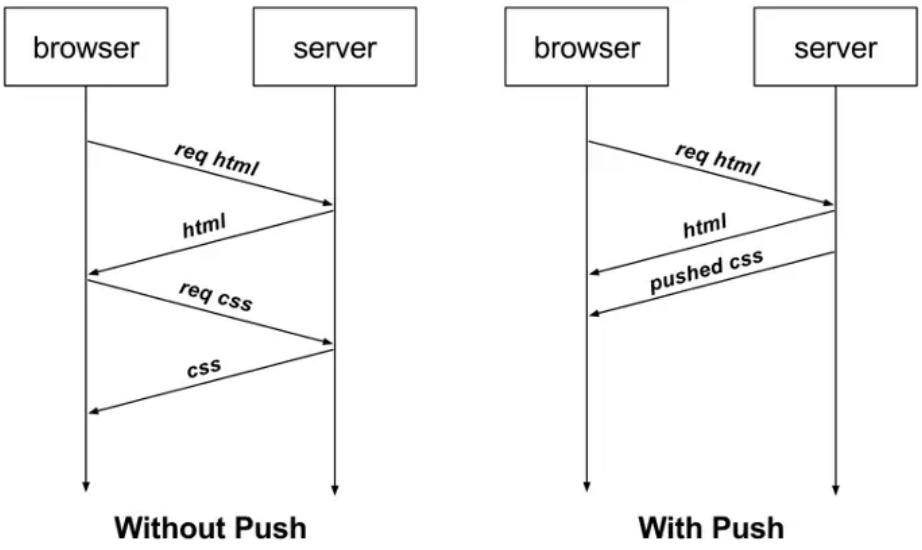 browser
server
req html
html
req css
css
Without Push
browser
server
req html
html
pushed css
With Push